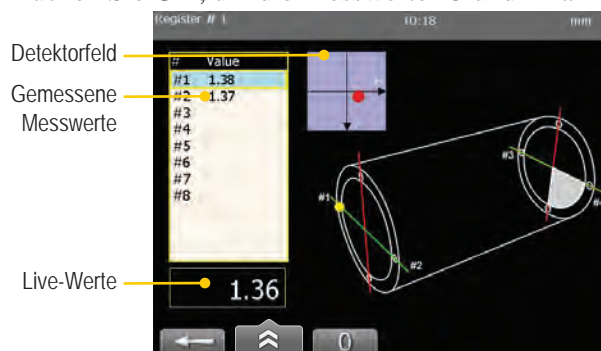 Register # 1 10:18 mm
Detektorfeld
# Value
#1 1.38
#2 1.37
#3
#4
#5
#6
#7
#8
Gemessene
Messwerte
#1
#2
#3
Live-Werte
1.36
0